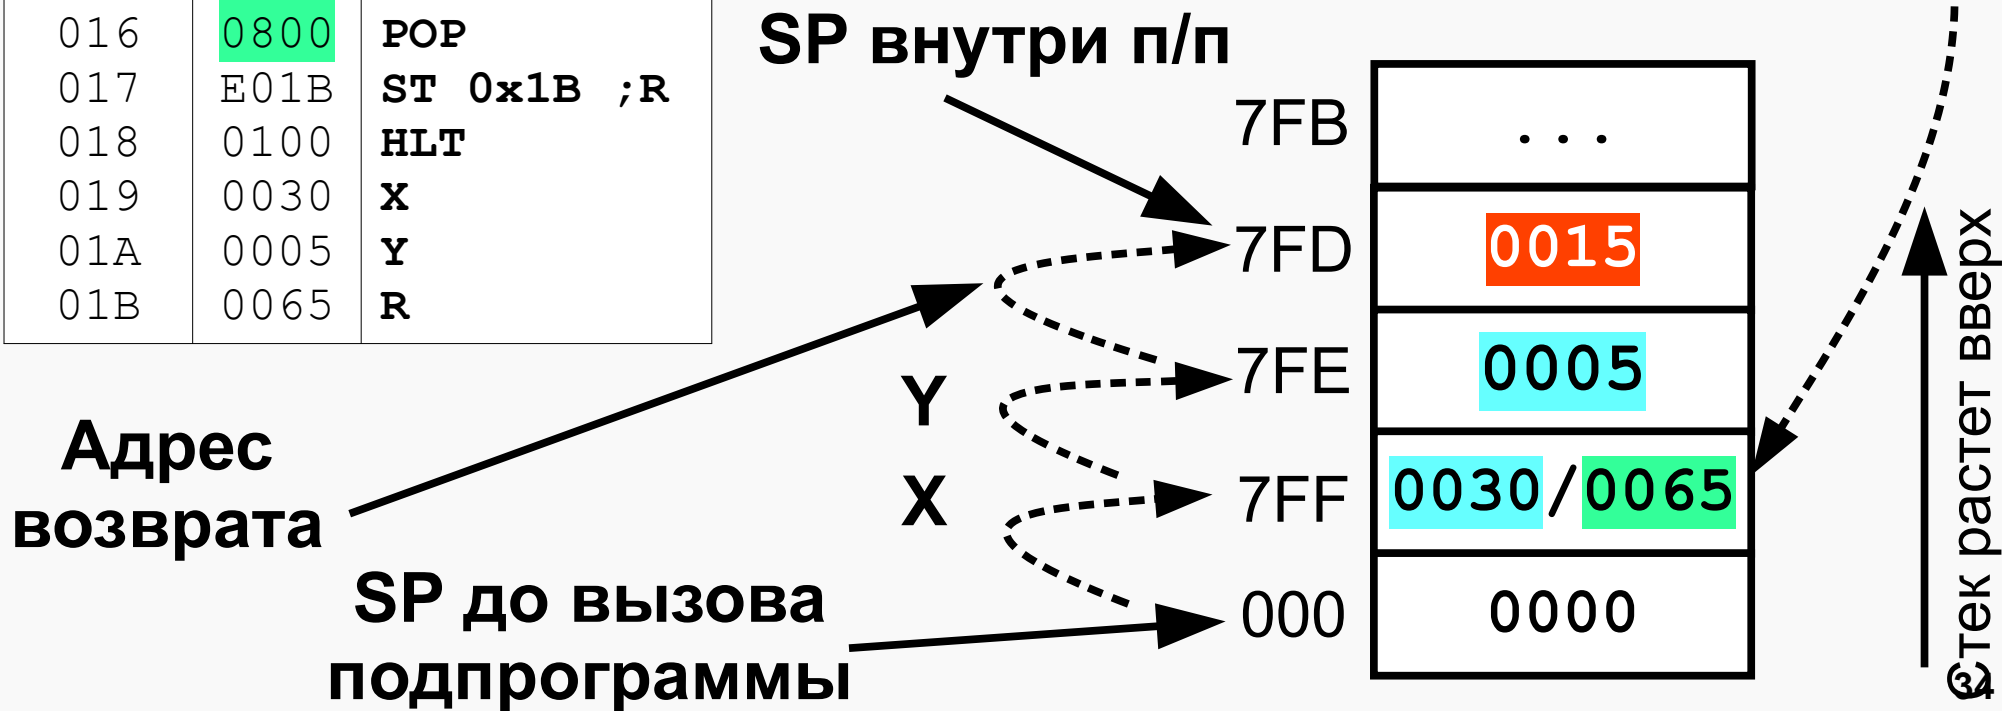 016 0800 POP
017 E01B ST 0x1B ;R
018 0100 HLT
019 0030 X
01A 0005 Y
01B 0065 R
SP внутри п/п
7FB ...
7FD 0015
7FE 0005
7FF 0030/0065
000 0000
Y
X
Адрес
возврата
SP до вызова
подпрограммы
Стек растет вверх
34